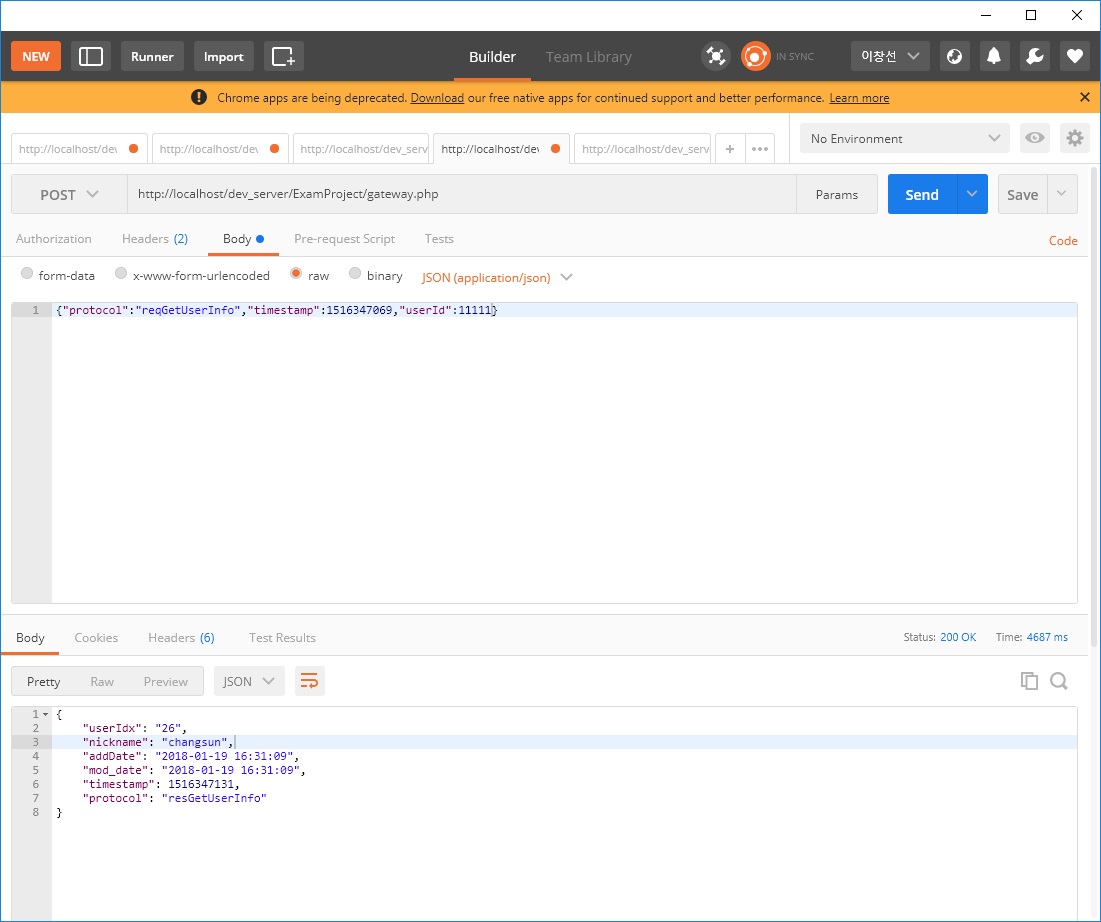 NEW Runner Import Builder Team Library IN SYNC 이창선
! Chrome apps are being deprecated. Download our free native apps for continued support and better performance. Learn more
http://localhost/dev http://localhost/dev http://localhost/dev_serv http://localhost/dev http://localhost/dev_serv + ••• No Environment
POST http://localhost/dev_server/ExamProject/gateway.php Params Send Save
Authorization Headers (2) Body Pre-request Script Tests Code
form-data x-www-form-urlencoded raw binary JSON (application/json)
1 {"protocol":"reqGetUserInfo","timestamp":1516347069,"userId":11111}
Body Cookies Headers (6) Test Results Status: 200 OK Time: 4687 ms
Pretty Raw Preview JSON
1 {
2 "userIdx": "26",
3 "nickname": "changsun",
4 "addDate": "2018-01-19 16:31:09",
5 "mod_date": "2018-01-19 16:31:09",
6 "timestamp": 1516347131,
7 "protocol": "resGetUserInfo"
8 }